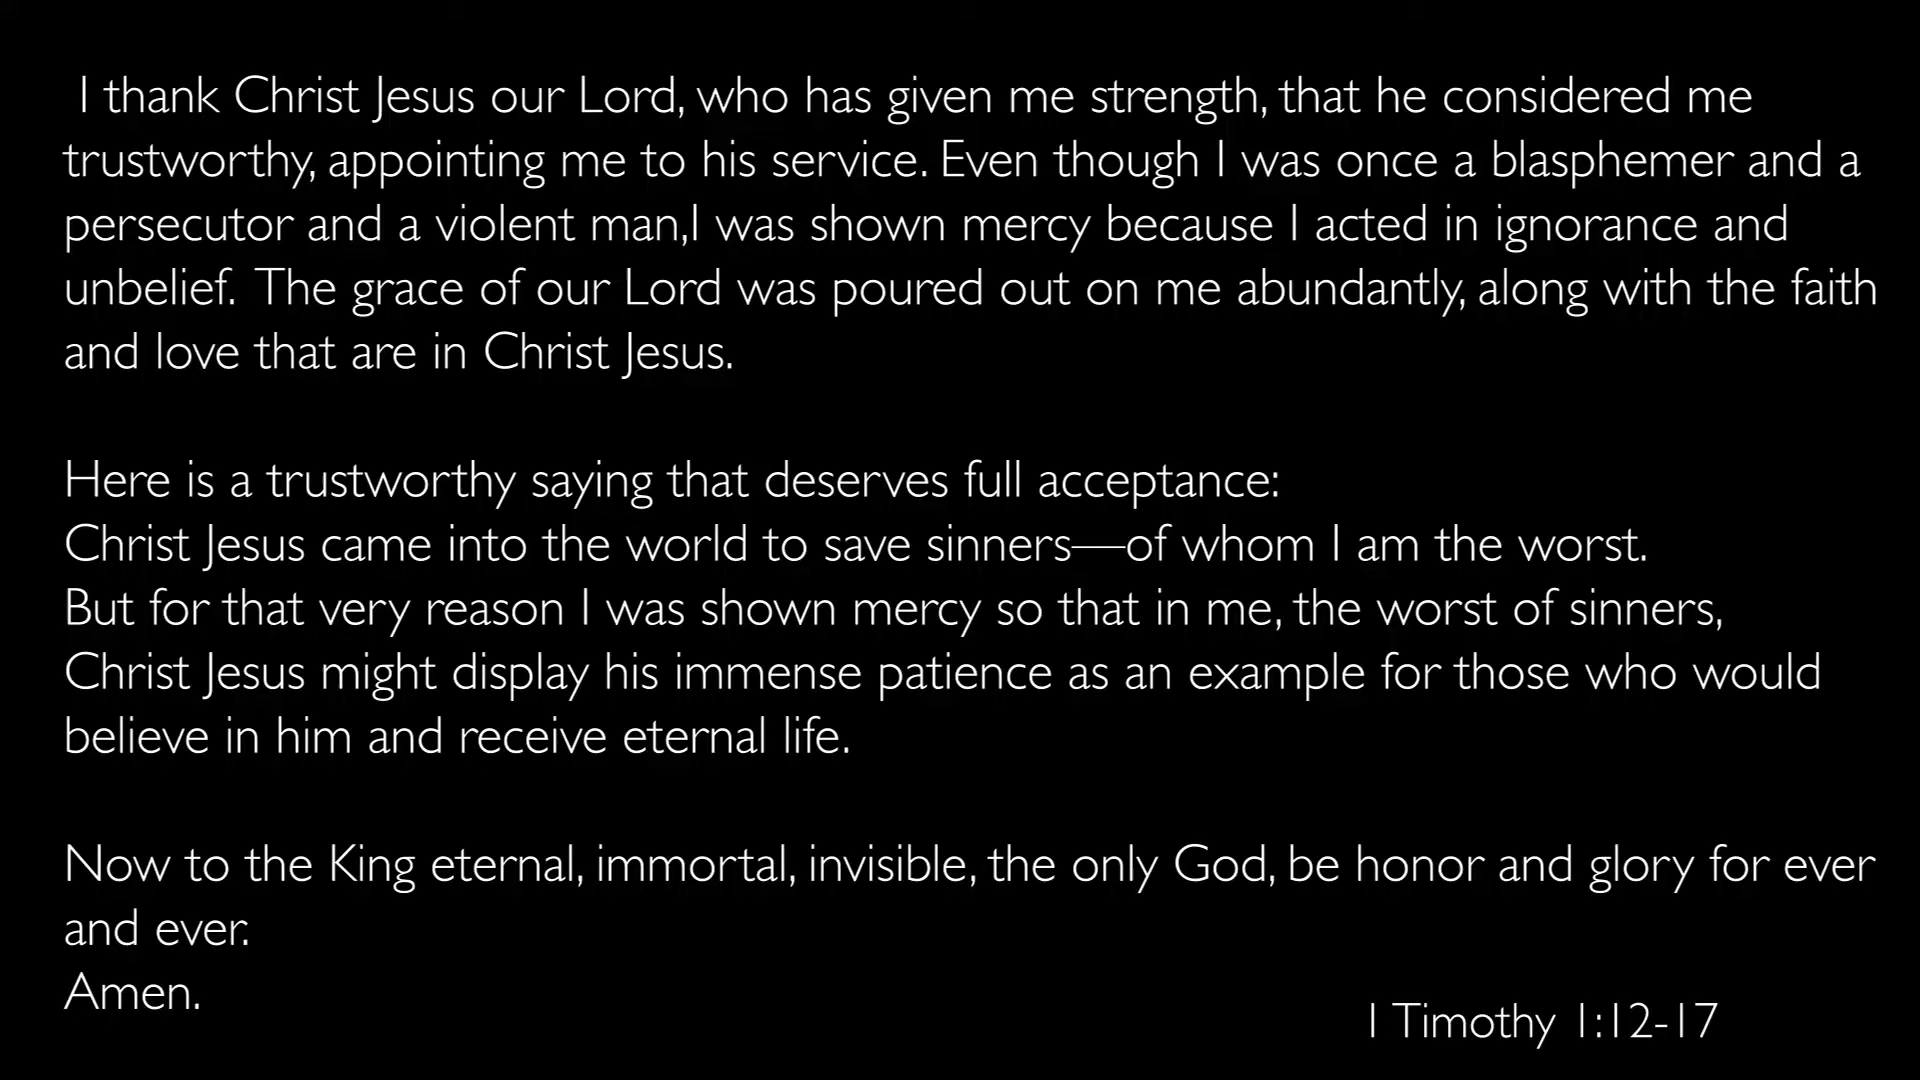 I thank Christ Jesus our Lord, who has given me strength, that he considered me
trustworthy, appointing me to his service. Even though I was once a blasphemer and a
persecutor and a violent man,I was shown mercy because I acted in ignorance and
unbelief. The grace of our Lord was poured out on me abundantly, along with the faith
and love that are in Christ Jesus.
Here is a trustworthy saying that deserves full acceptance:
Christ Jesus came into the world to save sinners—of whom I am the worst.
But for that very reason I was shown mercy so that in me, the worst of sinners,
Christ Jesus might display his immense patience as an example for those who would
believe in him and receive eternal life.
Now to the King eternal, immortal, invisible, the only God, be honor and glory for ever
and ever.
Amen.
1 Timothy 1:12-17